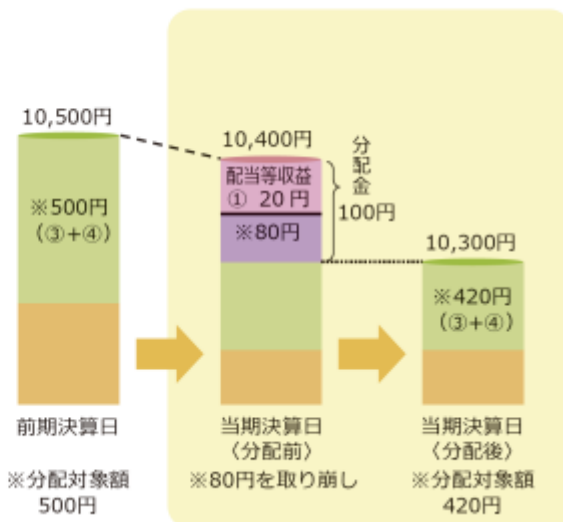 10,500円
※500円
(③+④)
前期決算日
※分配対象額
500円
10,400円
配当等収益
① 20円
※80円
分配金
100円
当期決算日
〈分配前〉
※80円を取り崩し
10,300円
※420円
(③+④)
当期決算日
〈分配後〉
※分配対象額
420円